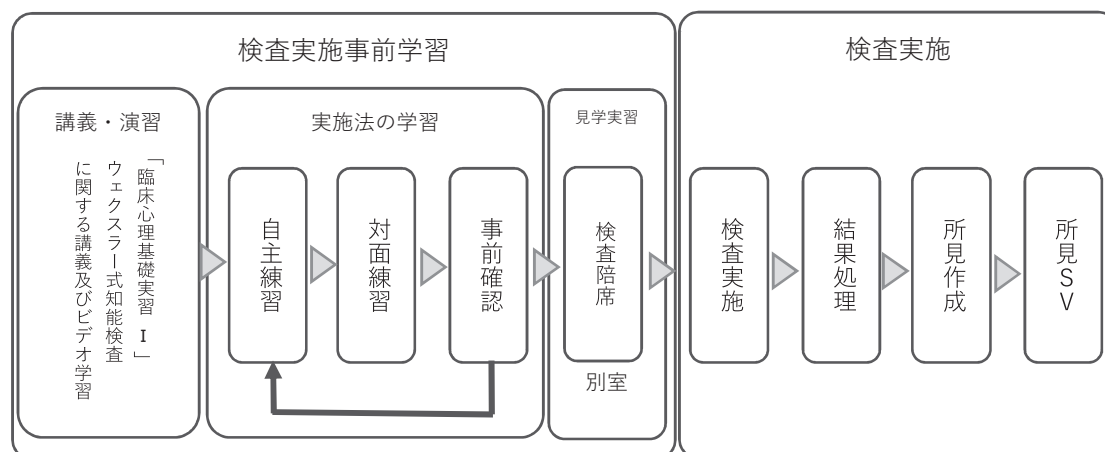 検査実施事前学習
検査実施
講義・演習
「臨床心理基礎実習 I」
ウェクスラー式知能検査
に関する講義及びビデオ学習
実施法の学習
自主練習
対面練習
事前確認
見学実習
検査陪席
別室
検査実施
結果処理
所見作成
所見SV